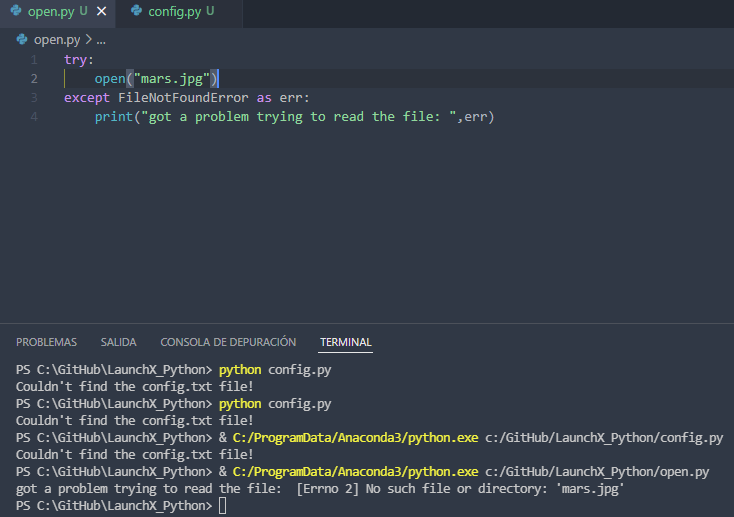 open.py U
config.py U
open.py > ...
1 try:
2 open("mars.jpg")
3 except FileNotFoundError as err:
4 print("got a problem trying to read the file: ",err)
PROBLEMAS SALIDA CONSOLA DE DEPURACIÓN TERMINAL
PS C:\GitHub\LaunchX_Python> python config.py
Couldn't find the config.txt file!
PS C:\GitHub\LaunchX_Python> python config.py
Couldn't find the config.txt file!
PS C:\GitHub\LaunchX_Python> & C:/ProgramData/Anaconda3/python.exe c:/GitHub/LaunchX_Python/config.py
Couldn't find the config.txt file!
PS C:\GitHub\LaunchX_Python> & C:/ProgramData/Anaconda3/python.exe c:/GitHub/LaunchX_Python/open.py
got a problem trying to read the file:  [Errno 2] No such file or directory: 'mars.jpg'
PS C:\GitHub\LaunchX_Python>